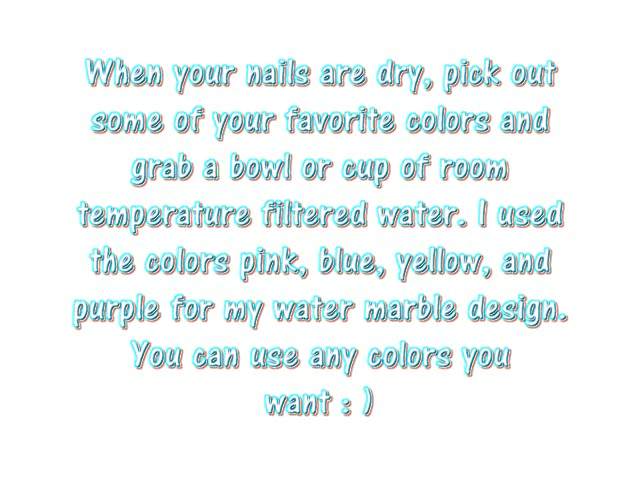 When your nails are dry, pick out
some of your favorite colors and
grab a bowl or cup of room
temperature filtered water. I used
the colors pink, blue, yellow, and
purple for my water marble design.
You can use any colors you
want : )